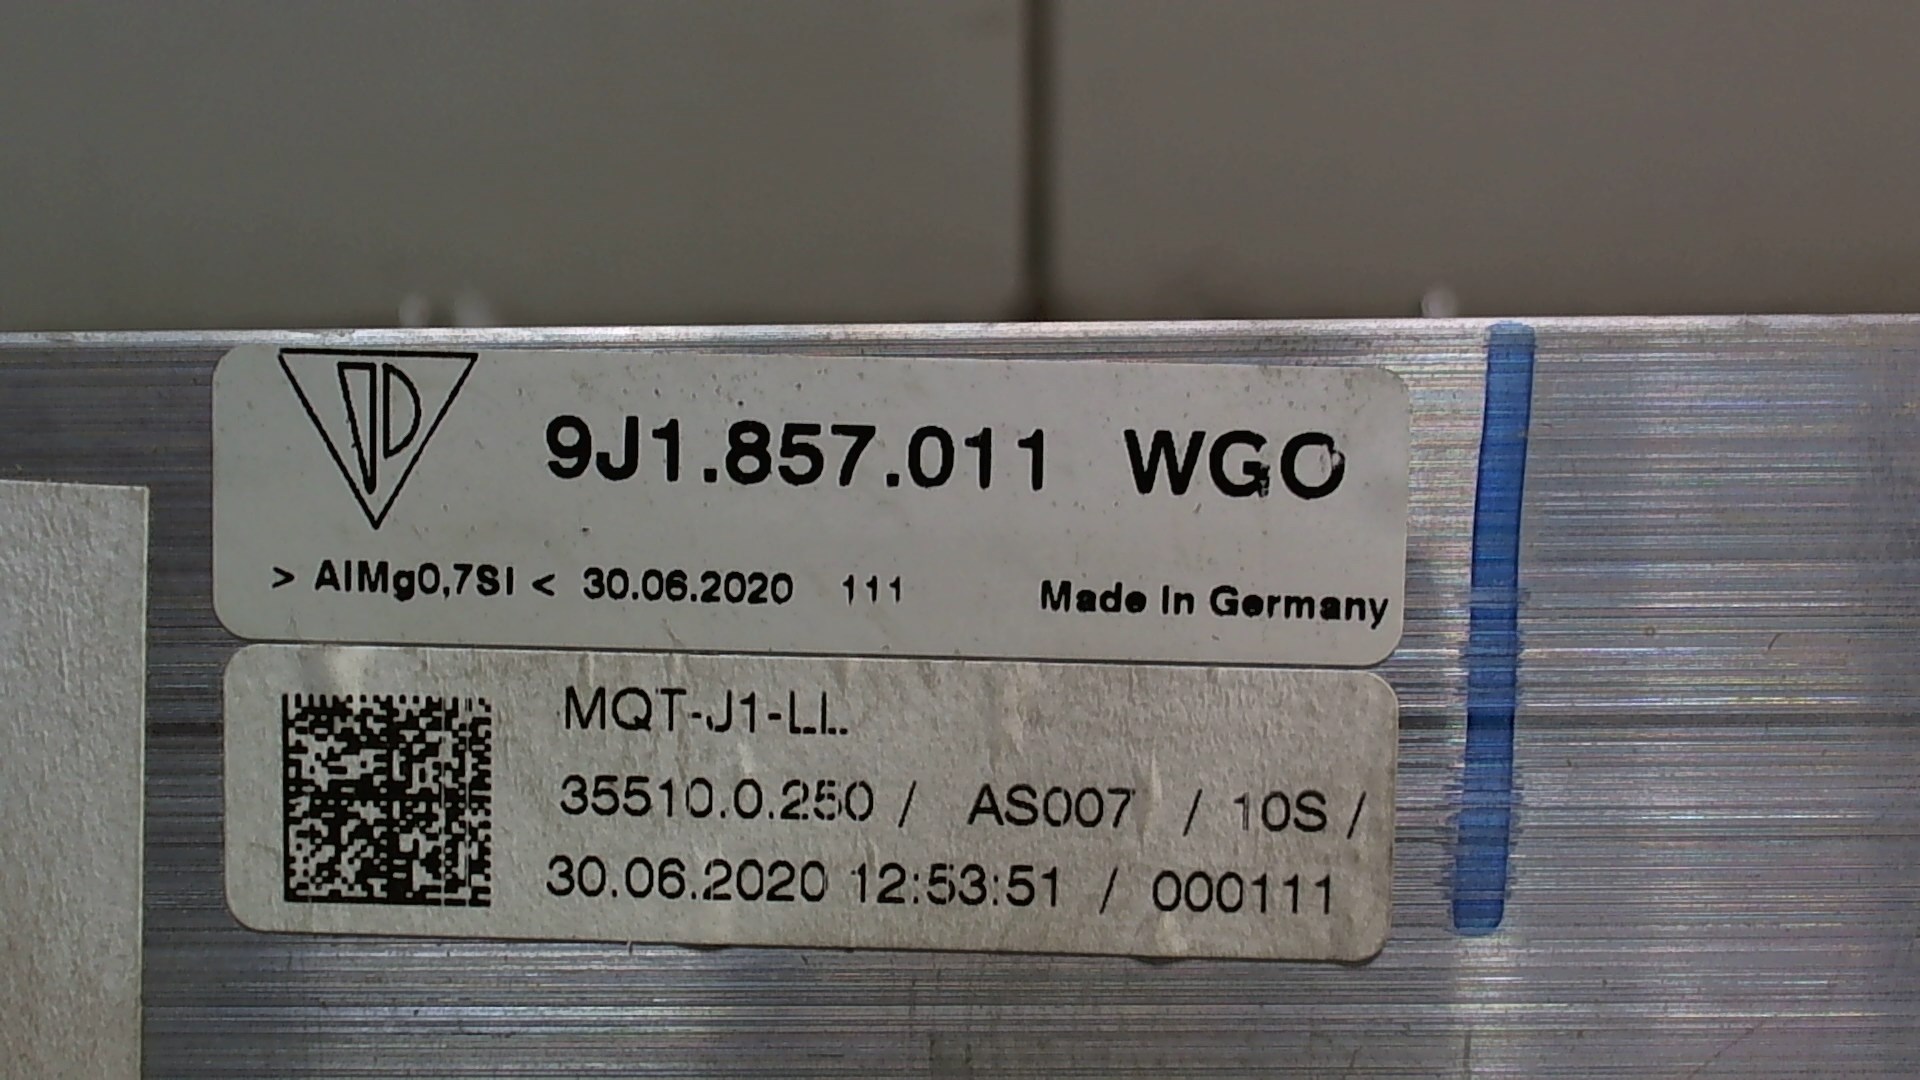 9J1.857.011 WGO
> AlMg0,7Si < 30.06.2020 111 Made in Germany
MQT-J1-LL
35510.0.250 / AS007 / 10S /
30.06.2020 12:53:51 / 000111